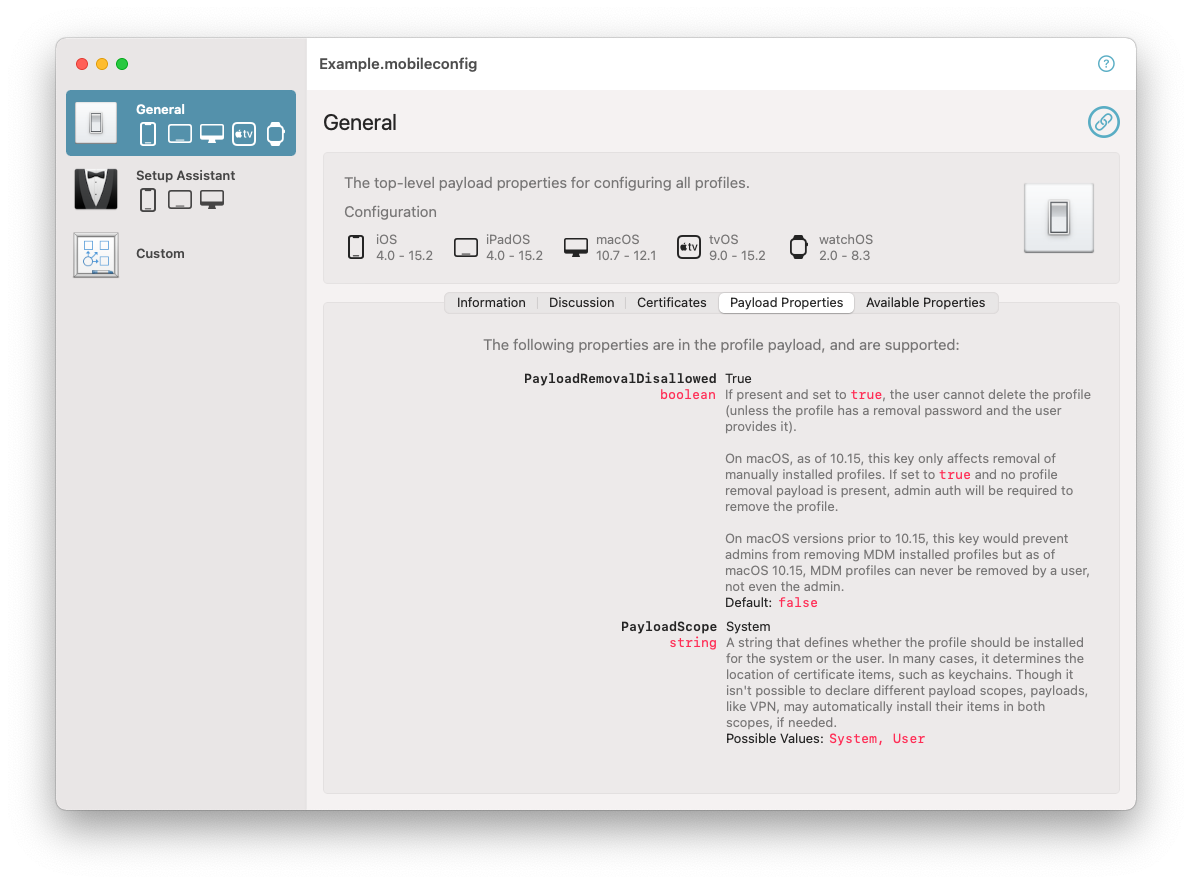 Example.mobileconfig
?
General
tv
Setup Assistant
Custom
General
The top-level payload properties for configuring all profiles.
Configuration
iOS
4.0 - 15.2
iPadOS
4.0 - 15.2
macOS
10.7 - 12.1
tv
tvOS
9.0 - 15.2
watchOS
2.0 - 8.3
Information
Discussion
Certificates
Payload Properties
Available Properties
The following properties are in the profile payload, and are supported:
PayloadRemovalDisallowed True
boolean If present and set to true, the user cannot delete the profile
(unless the profile has a removal password and the user
provides it).
On macOS, as of 10.15, this key only affects removal of
manually installed profiles. If set to true and no profile
removal payload is present, admin auth will be required to
remove the profile.
On macOS versions prior to 10.15, this key would prevent
admins from removing MDM installed profiles but as of
macOS 10.15, MDM profiles can never be removed by a user,
not even the admin.
Default: false
PayloadScope System
string A string that defines whether the profile should be installed
for the system or the user. In many cases, it determines the
location of certificate items, such as keychains. Though it
isn't possible to declare different payload scopes, payloads,
like VPN, may automatically install their items in both
scopes, if needed.
Possible Values: System, User